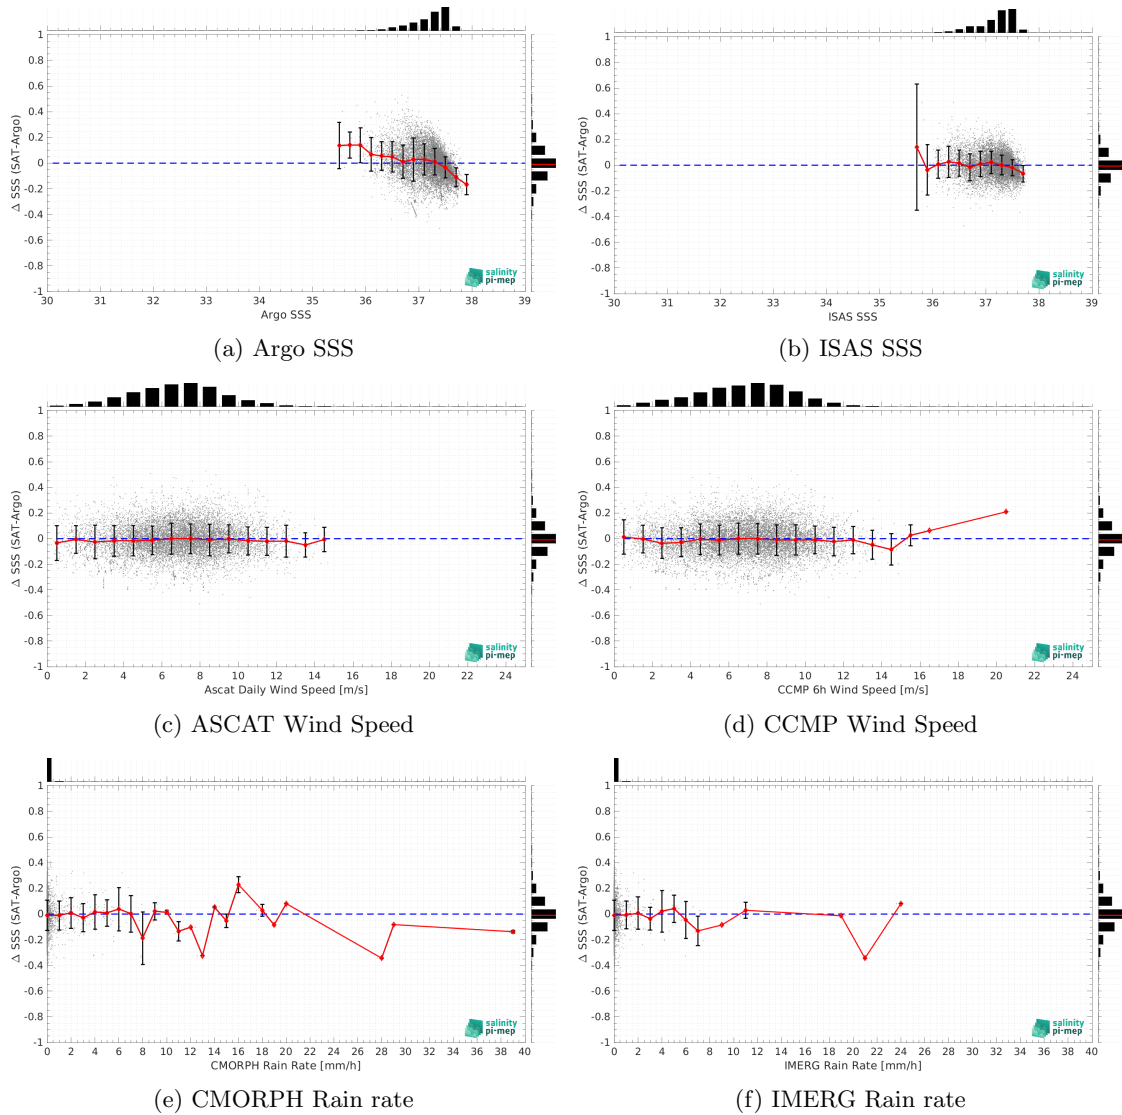 1
0.8
0.6
0.4
0.2
0
-0.2
-0.4
-0.6
-0.8
-1
Δ SSS (SAT-Argo)
salinity
pi-mep
30 31 32 33 34 35 36 37 38 39
Argo SSS
(a) Argo SSS
1
0.8
0.6
0.4
0.2
0
-0.2
-0.4
-0.6
-0.8
-1
Δ SSS (SAT-Argo)
salinity
pi-mep
30 31 32 33 34 35 36 37 38 39
ISAS SSS
(b) ISAS SSS
1
0.8
0.6
0.4
0.2
0
-0.2
-0.4
-0.6
-0.8
-1
Δ SSS (SAT-Argo)
salinity
pi-mep
0 2 4 6 8 10 12 14 16 18 20 22 24
Ascat Daily Wind Speed [m/s]
(c) ASCAT Wind Speed
1
0.8
0.6
0.4
0.2
0
-0.2
-0.4
-0.6
-0.8
-1
Δ SSS (SAT-Argo)
salinity
pi-mep
0 2 4 6 8 10 12 14 16 18 20 22 24
CCMP 6h Wind Speed [m/s]
(d) CCMP Wind Speed
1
0.8
0.6
0.4
0.2
0
-0.2
-0.4
-0.6
-0.8
-1
Δ SSS (SAT-Argo)
salinity
pi-mep
0 2 4 6 8 10 12 14 16 18 20 22 24 26 28 30 32 34 36 38 40
CMORPH Rain Rate [mm/h]
(e) CMORPH Rain rate
1
0.8
0.6
0.4
0.2
0
-0.2
-0.4
-0.6
-0.8
-1
Δ SSS (SAT-Argo)
salinity
pi-mep
0 2 4 6 8 10 12 14 16 18 20 22 24 26 28 30 32 34 36 38 40
IMERG Rain Rate [mm/h]
(f) IMERG Rain rate